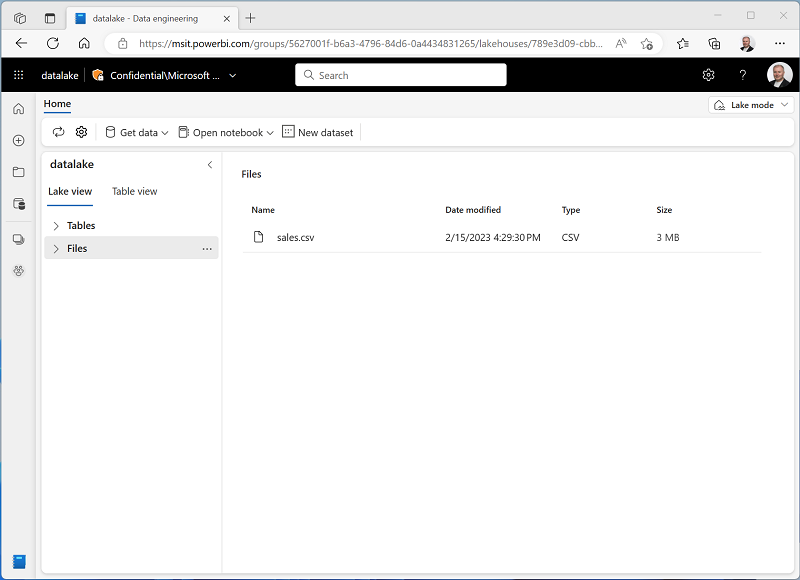 datalake - Data engineering
https://msit.powerbi.com/groups/5627001f-b6a3-4796-84d6-0a4434831265/lakehouses/789e3d09-cbb...
datalake Confidential\Microsoft ... Search ?
Home Lake mode
Get data Open notebook New dataset
datalake
Lake view Table view
Tables
Files ...
Files
Name Date modified Type Size
sales.csv 2/15/2023 4:29:30 PM CSV 3 MB